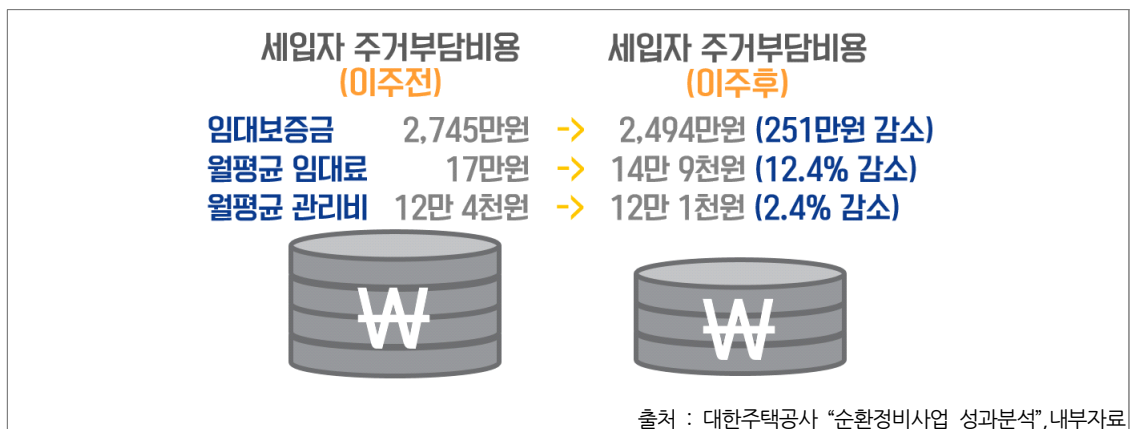 세입자 주거부담비용 세입자 주거부담비용
(이주전) (이주후)
임대보증금 2,745만원 -> 2,494만원 (251만원 감소)
월평균 임대료 17만원 -> 14만 9천원 (12.4% 감소)
월평균 관리비 12만 4천원 -> 12만 1천원 (2.4% 감소)
₩ ₩
출처 : 대한주택공사 “순환정비사업 성과분석”,내부자료